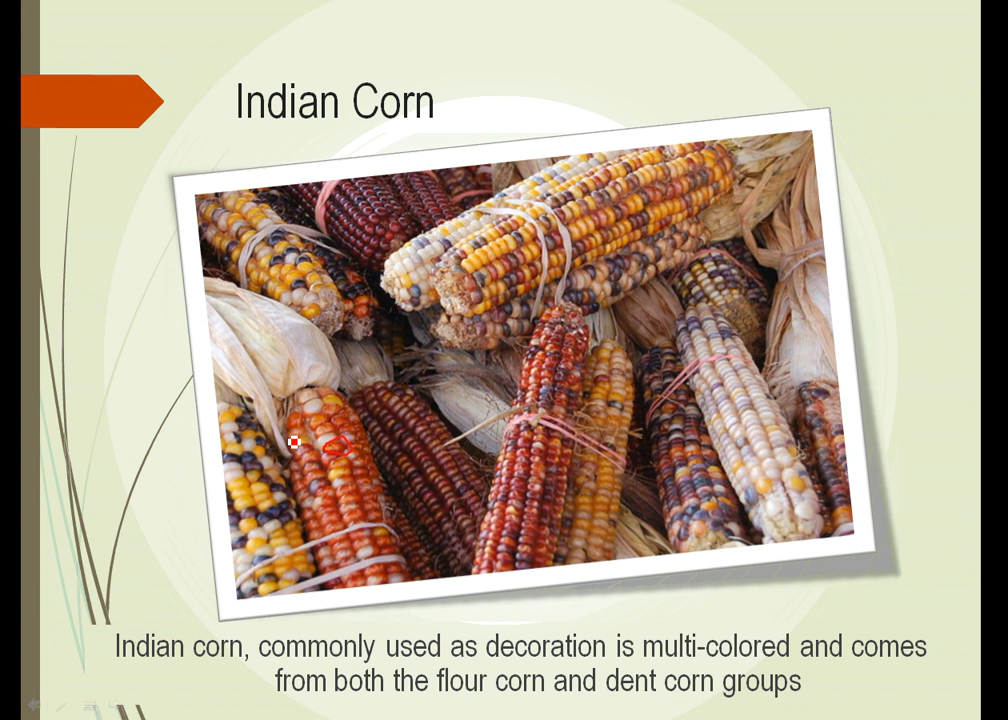 Indian Corn
Indian corn, commonly used as decoration is multi-colored and comes
from both the flour corn and dent corn groups